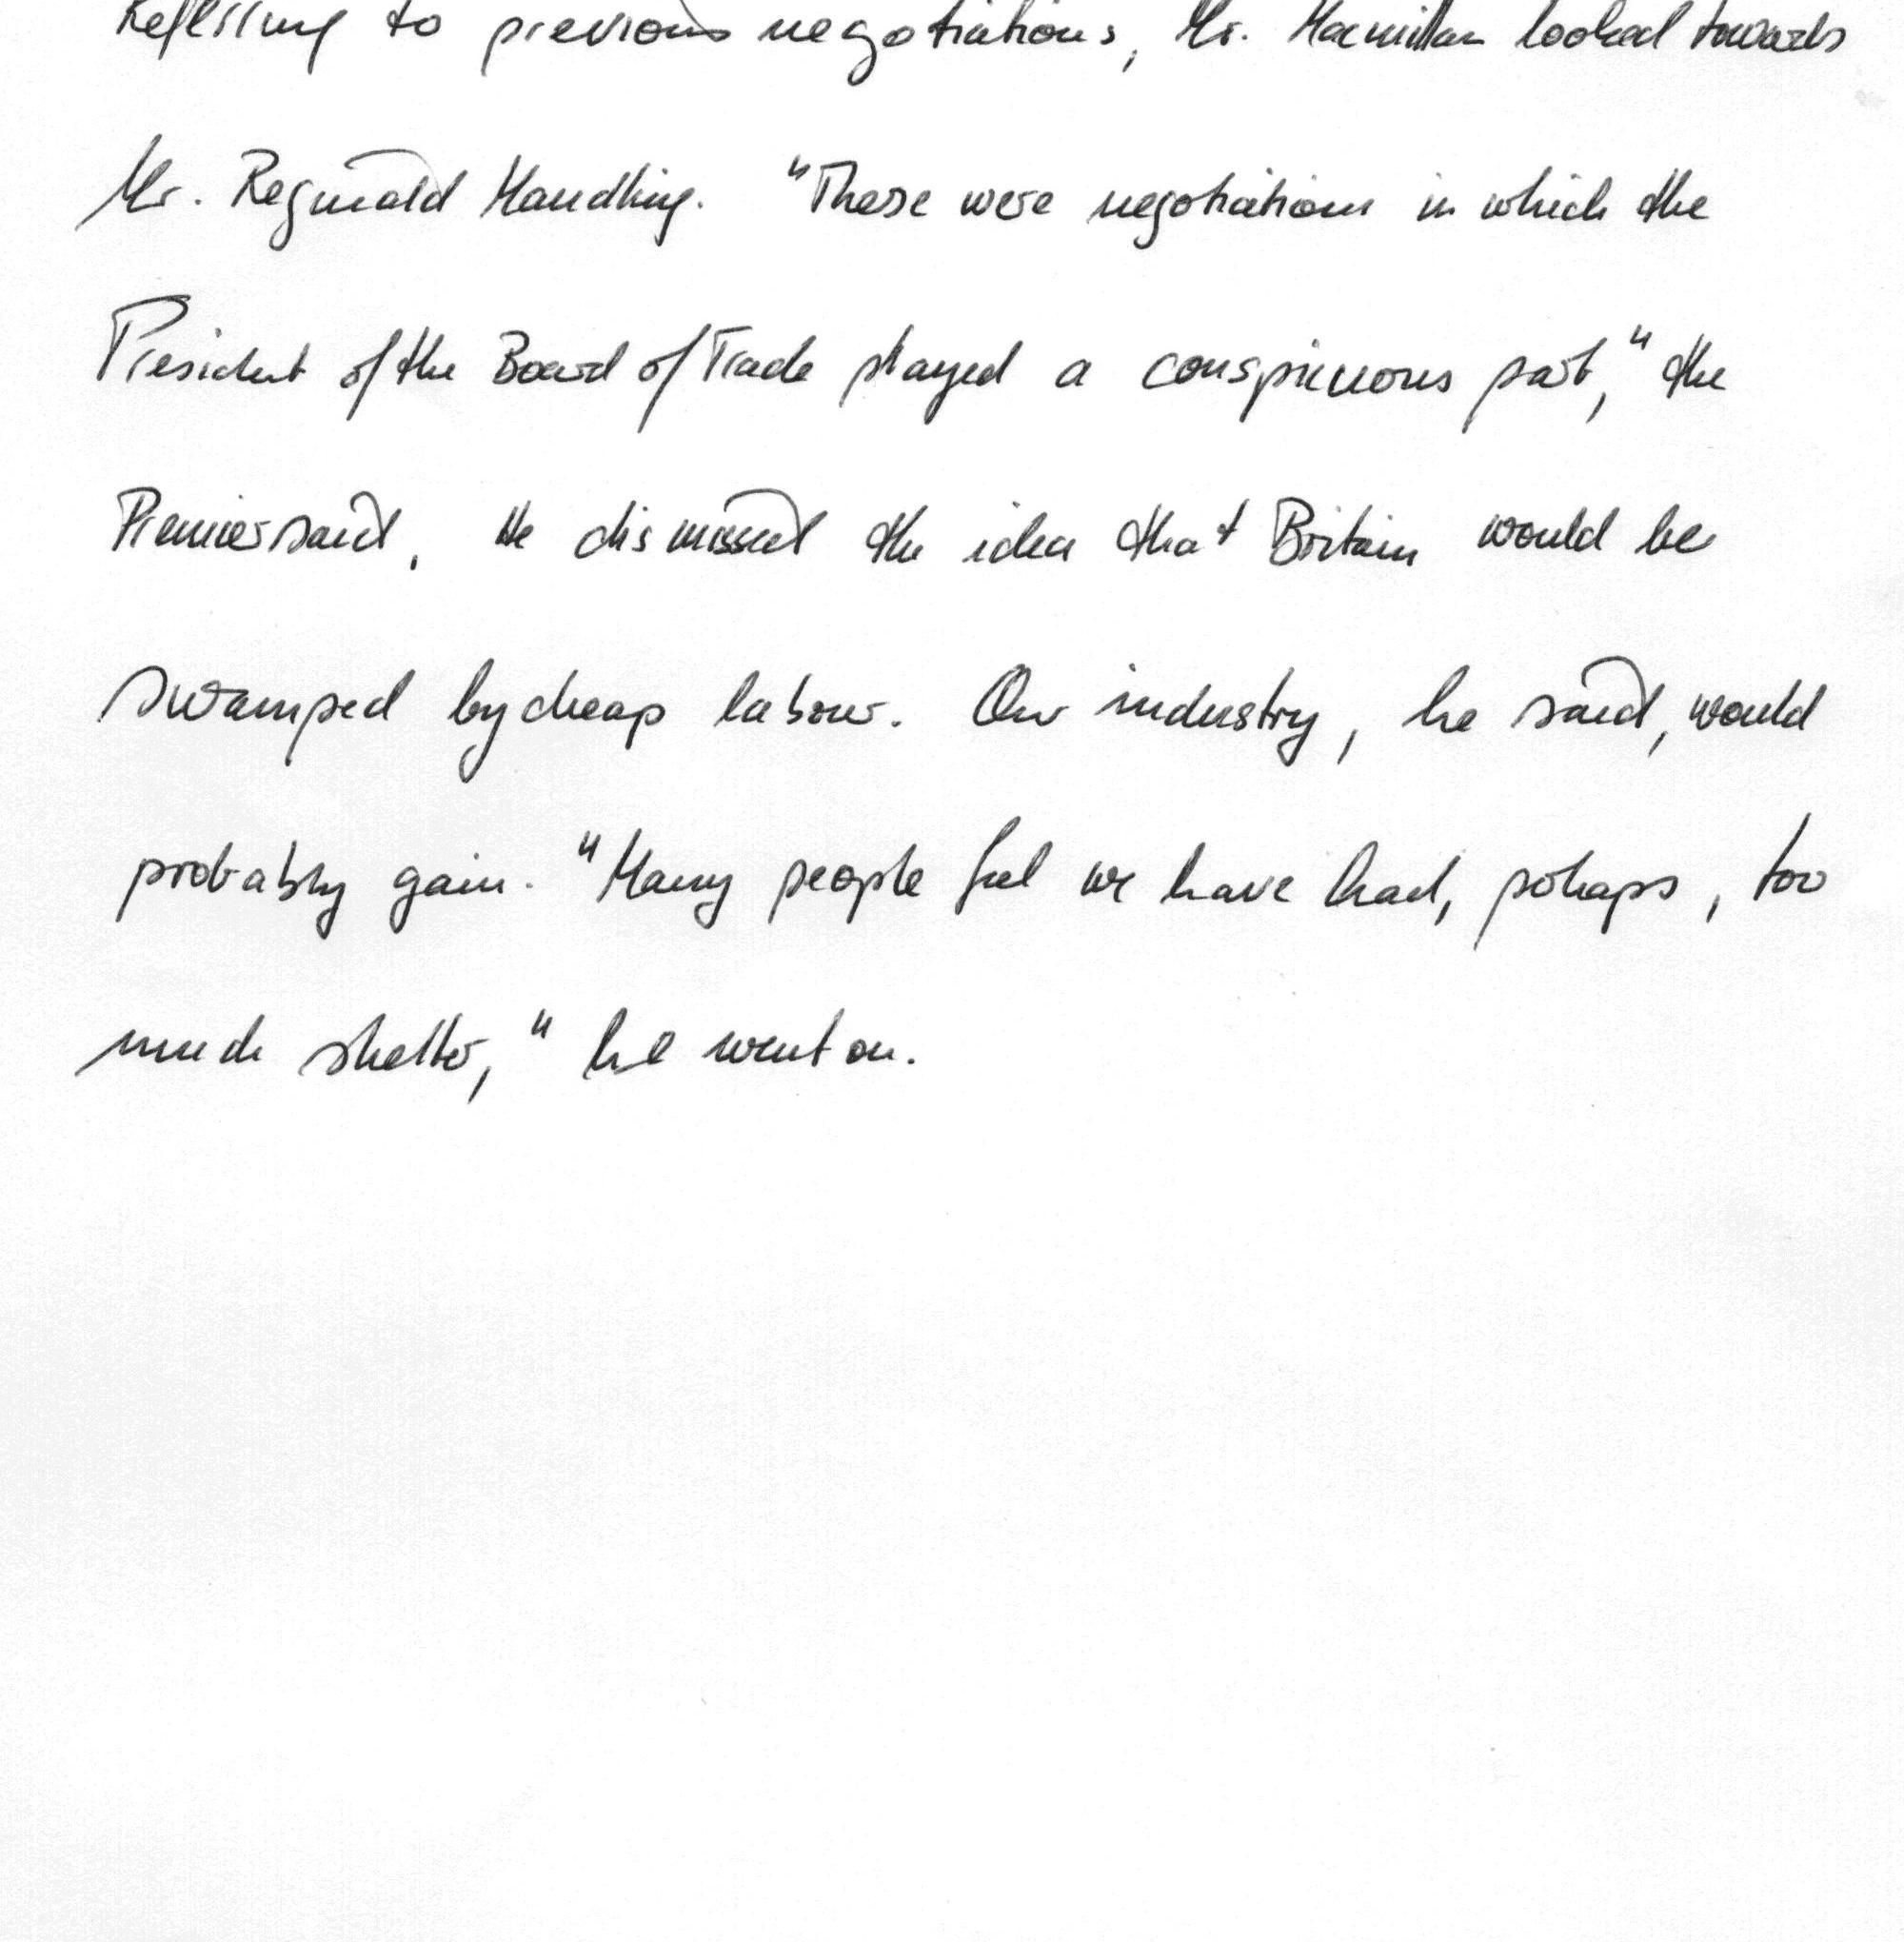 Referring to previous negotiations, Mr. Macmillan looked towards
Mr. Reginald Maudling. "These were negotiations in which the
President of the Board of Trade played a conspicuous part," the
Premier said. He dismissed the idea that Britain would be
swamped by cheap labour. Our industry, he said, would
probably gain. "Many people feel we have had, perhaps, too
much shelter," he went on.